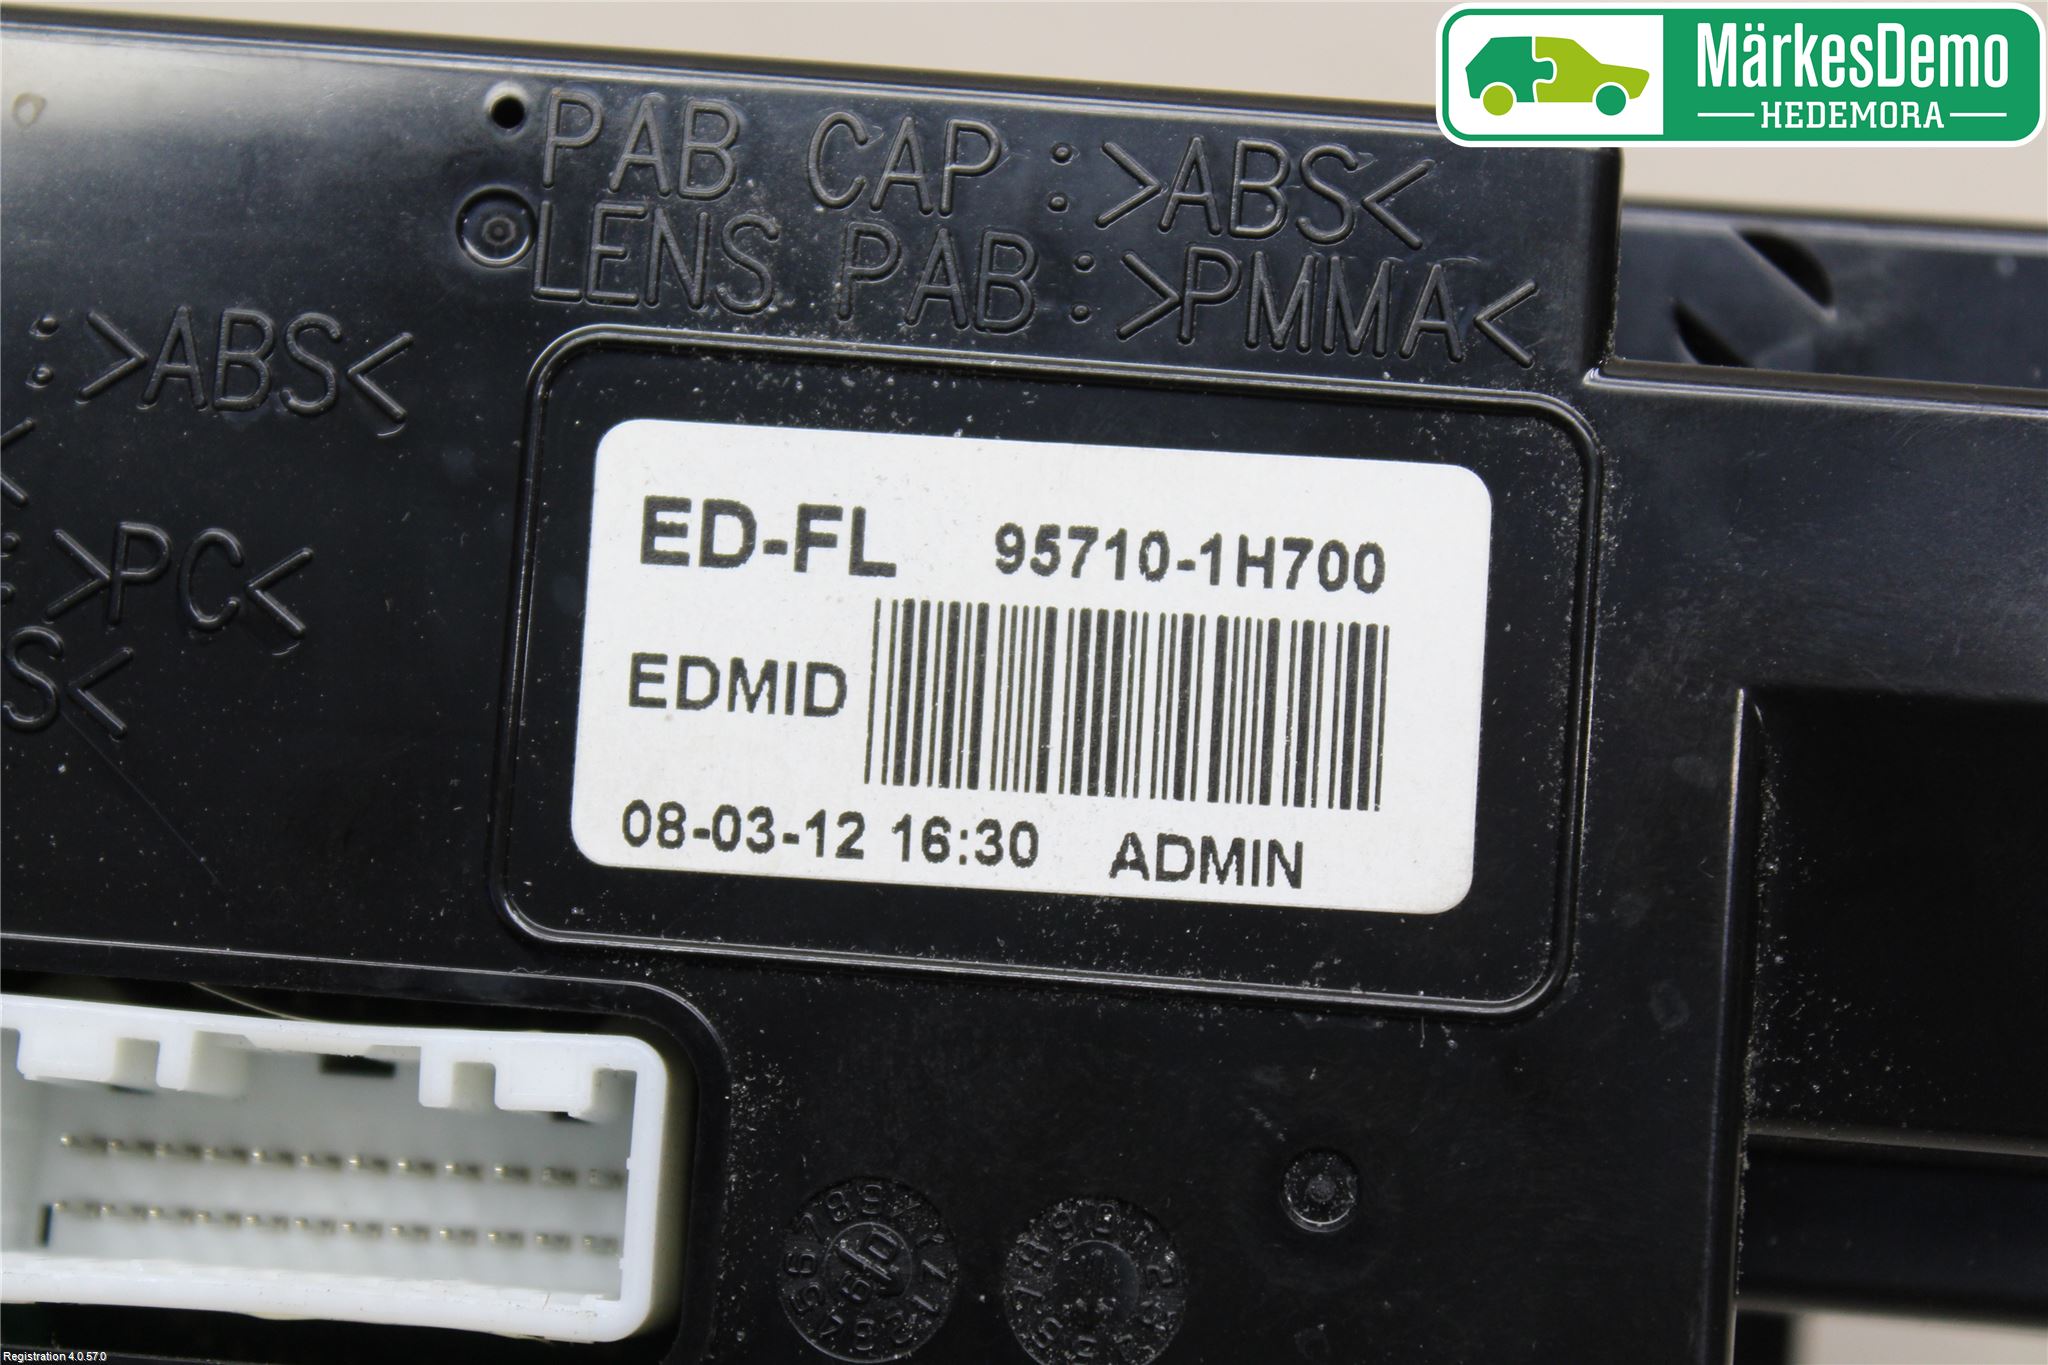 MärkesDemo
HEDEMORA
PAB CAP : >ABS<
LENS PAB : >PMMA<
: >ABS<
<
: >PC<
S<
ED-FL 95710-1H700
EDMID
08-03-12 16:30 ADMIN
Registration 4.0.57.0